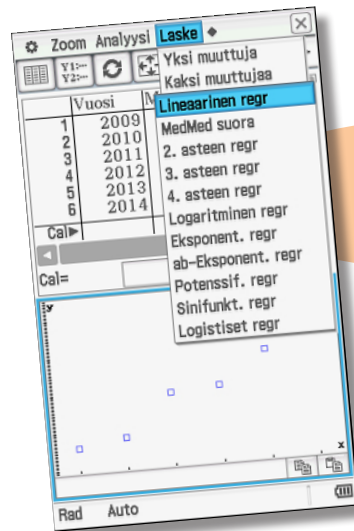 Zoom Analyysi Laske
Yksi muuttuja
Kaksi muuttujaa
Lineaarinen regr
MedMed suora
2. asteen regr
3. asteen regr
4. asteen regr
Logaritminen regr
Eksponent. regr
ab-Eksponent. regr
Potenssif. regr
Sinifunkt. regr
Logistiset regr
Y1:…
Y2:…
Vuosi M
1 2009
2 2010
3 2011
4 2012
5 2013
6 2014
Cal▶
Cal=
y
x
Rad Auto